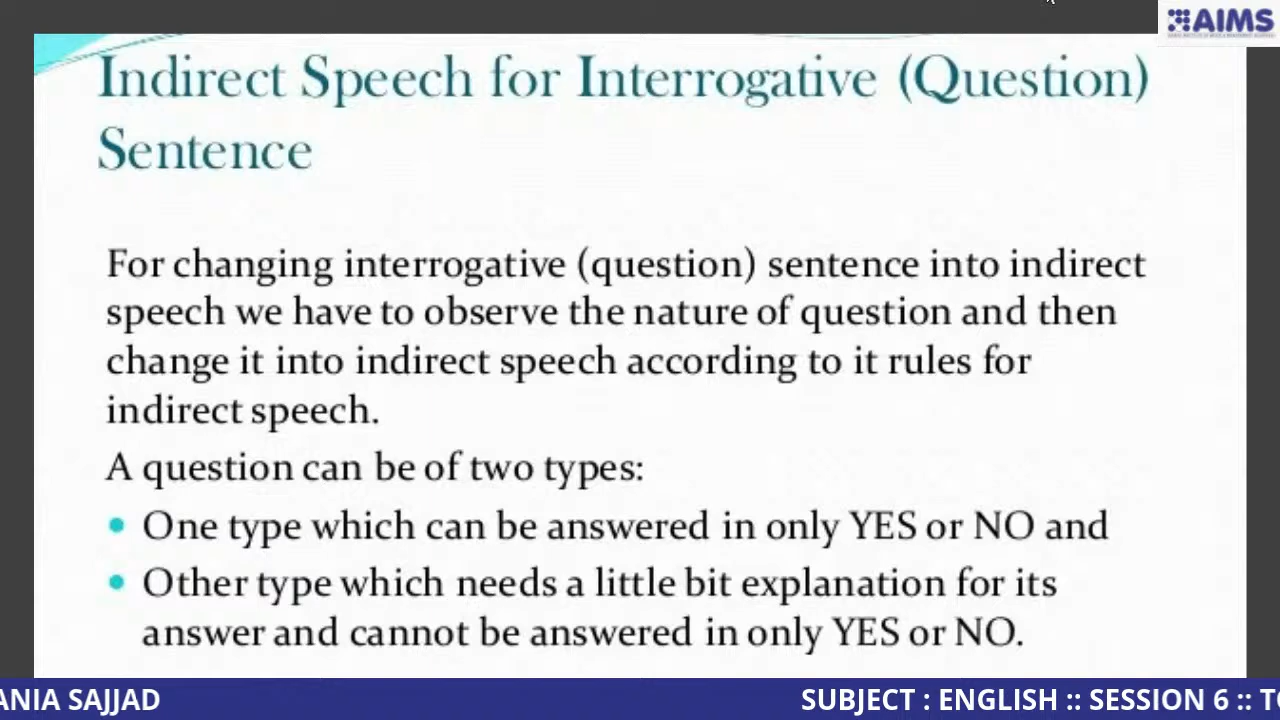 AIMS
Indirect Speech for Interrogative (Question)
Sentence
For changing interrogative (question) sentence into indirect
speech we have to observe the nature of question and then
change it into indirect speech according to it rules for
indirect speech.
A question can be of two types:
• One type which can be answered in only YES or NO and
• Other type which needs a little bit explanation for its
answer and cannot be answered in only YES or NO.
ANIA SAJJAD SUBJECT : ENGLISH :: SESSION 6 :: T